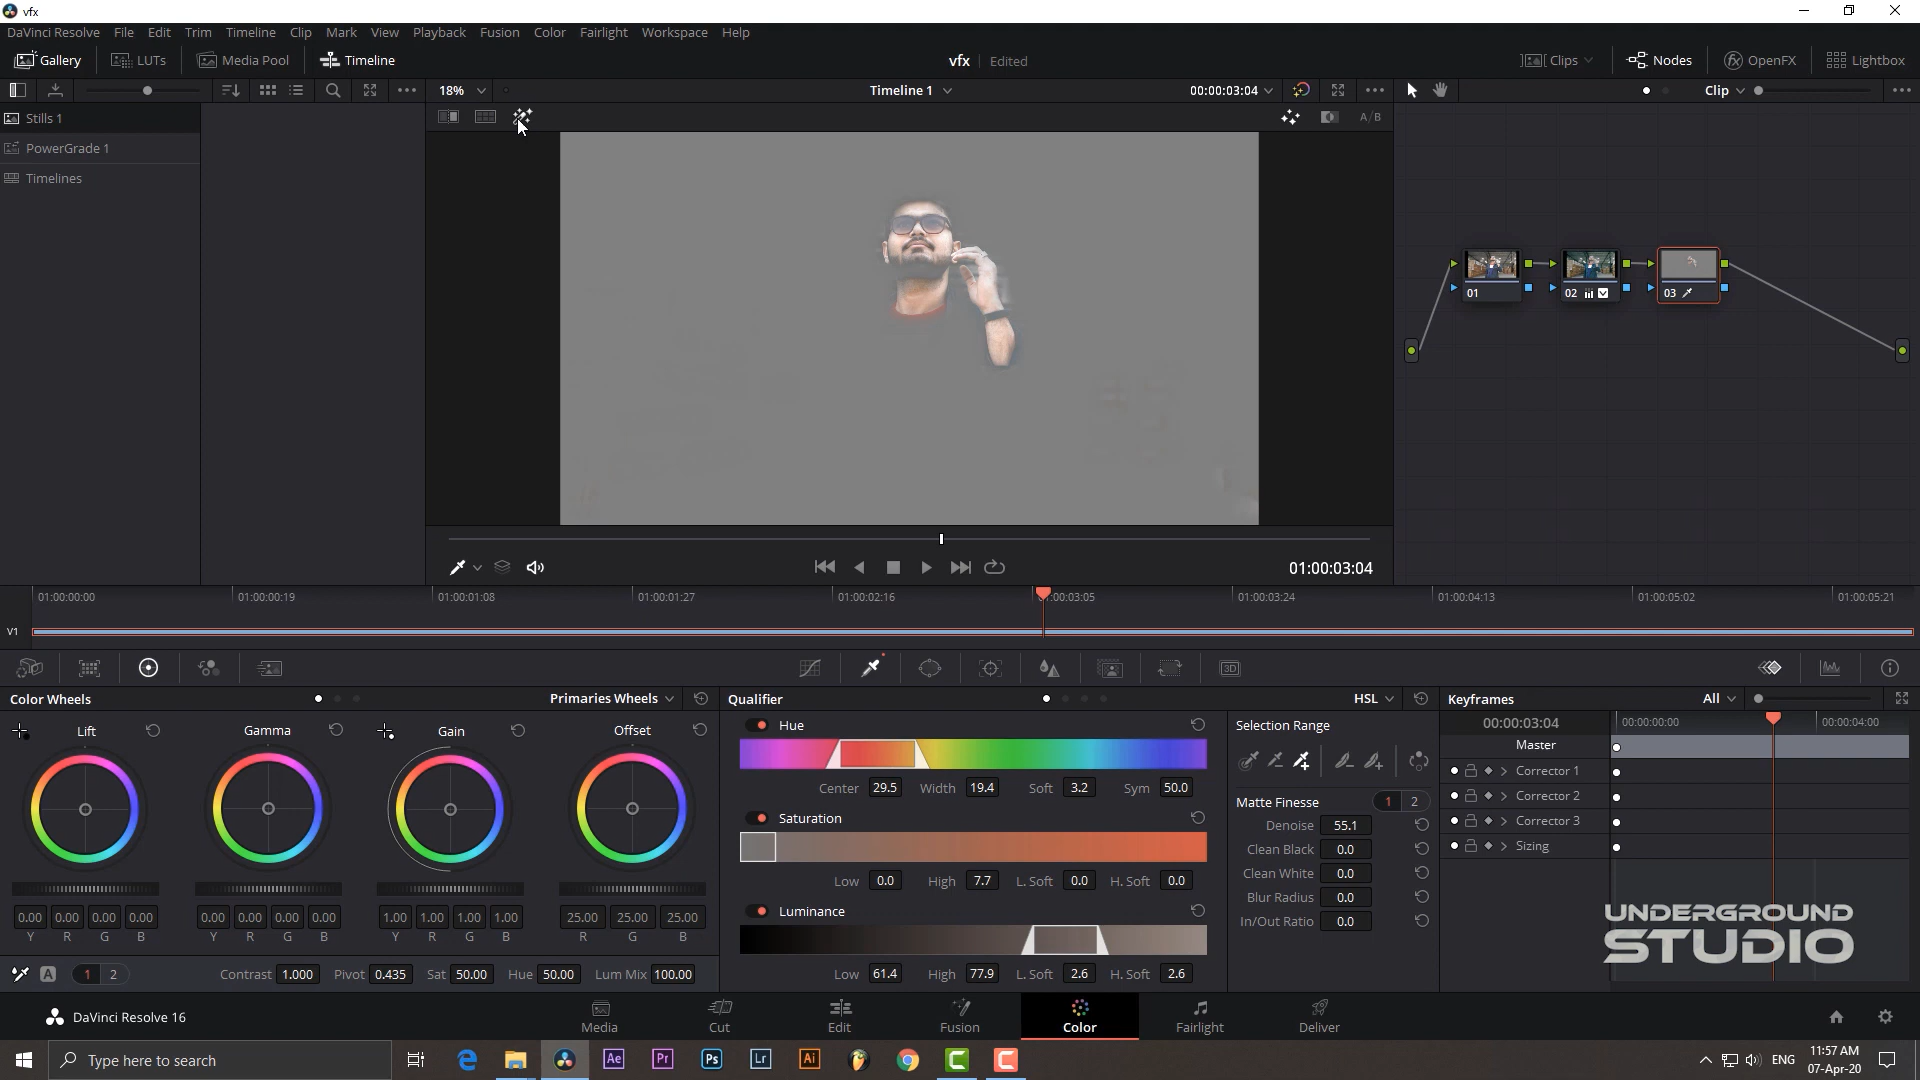 vfx
DaVinci Resolve File Edit Trim Timeline Clip Mark View Playback Fusion Color Fairlight Workspace Help
Gallery LUTs Media Pool Timeline vfx Edited Clips Nodes OpenFX Lightbox
18% Timeline 1 00:00:03:04 Clip
Stills 1
A/B
PowerGrade 1
Timelines
01 02 03
01:00:03:04
01:00:00:00 01:00:00:19 01:00:01:08 01:00:01:27 01:00:02:16 01:00:03:05 01:00:03:24 01:00:04:13 01:00:05:02 01:00:05:21
V1
3D
Color Wheels Primaries Wheels Qualifier HSL Keyframes All
Lift Gamma Gain Offset
Hue
Center 29.5 Width 19.4 Soft 3.2 Sym 50.0
Saturation
Low 0.0 High 7.7 L. Soft 0.0 H. Soft 0.0
Luminance
Low 61.4 High 77.9 L. Soft 2.6 H. Soft 2.6
Selection Range
Matte Finesse 1 2
Denoise 55.1
Clean Black 0.0
Clean White 0.0
Blur Radius 0.0
In/Out Ratio 0.0
00:00:03:04 00:00:00:00 00:00:04:00
Master
Corrector 1
Corrector 2
Corrector 3
Sizing
0.00 0.00 0.00 0.00 0.00 0.00 0.00 0.00 1.00 1.00 1.00 1.00 25.00 25.00 25.00
Y R G B Y R G B Y R G B R G B
A 1 2 Contrast 1.000 Pivot 0.435 Sat 50.00 Hue 50.00 Lum Mix 100.00
UNDERGROUND
STUDIO
DaVinci Resolve 16 Media Cut Edit Fusion Color Fairlight Deliver
Type here to search Ae Pr Ps Lr Ai C C ENG 11:57 AM
07-Apr-20